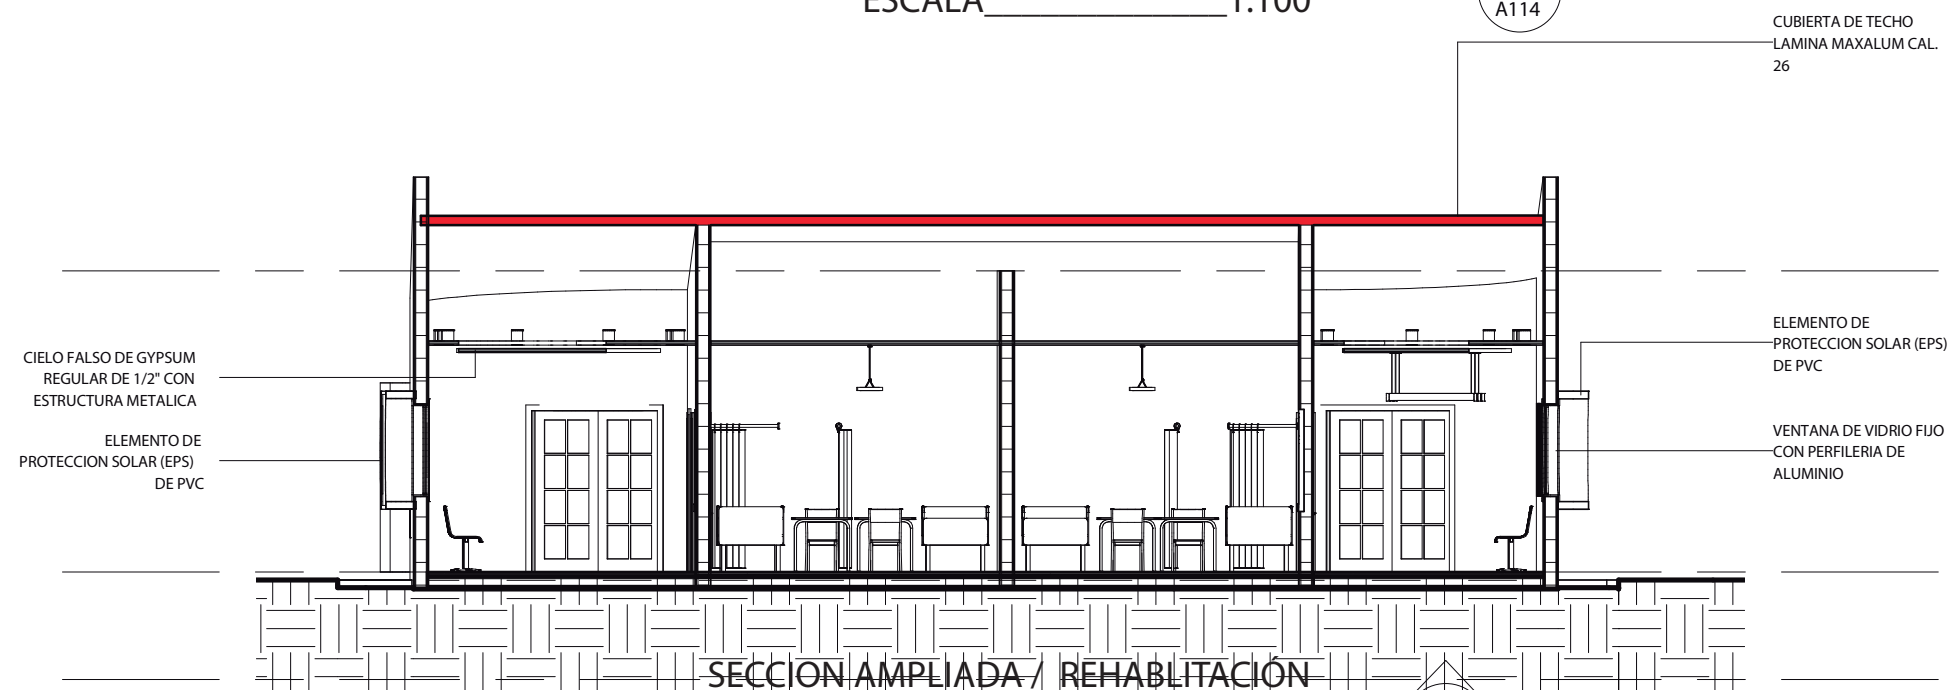 ESCALA______________1:100
A114
CUBIERTA DE TECHO
LAMINA MAXALUM CAL.
26
CIELO FALSO DE GYPSUM
REGULAR DE 1/2" CON
ESTRUCTURA METALICA
ELEMENTO DE
PROTECCION SOLAR (EPS)
DE PVC
ELEMENTO DE
PROTECCION SOLAR (EPS)
DE PVC
VENTANA DE VIDRIO FIJO
CON PERFILERIA DE
ALUMINIO
SECCION AMPLIADA / REHABLITACIÓN